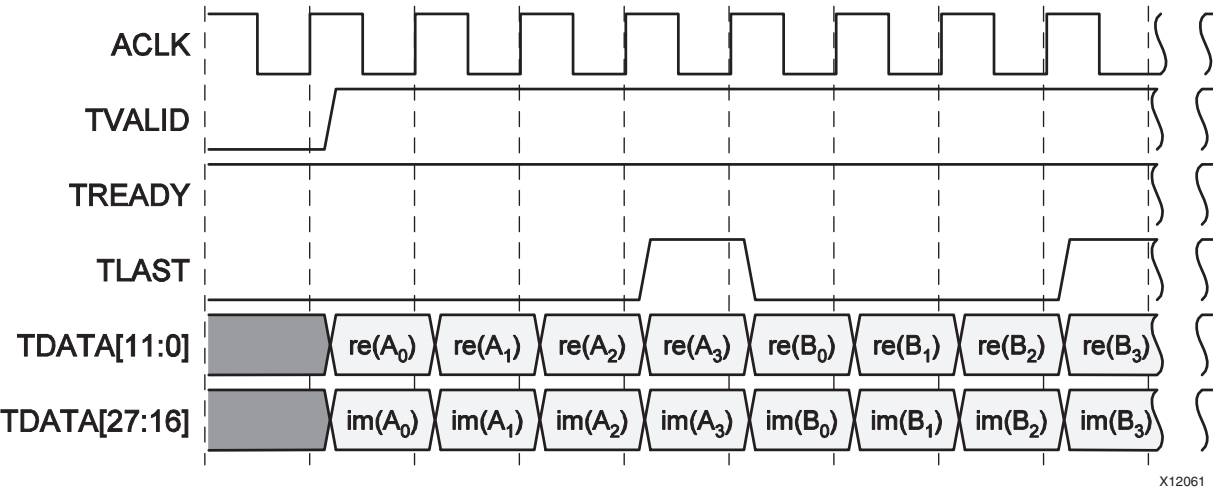 ACLK
TVALID
TREADY
TLAST
TDATA[11:0] re(A₀) re(A₁) re(A₂) re(A₃) re(B₀) re(B₁) re(B₂) re(B₃)
TDATA[27:16] im(A₀) im(A₁) im(A₂) im(A₃) im(B₀) im(B₁) im(B₂) im(B₃)
X12061